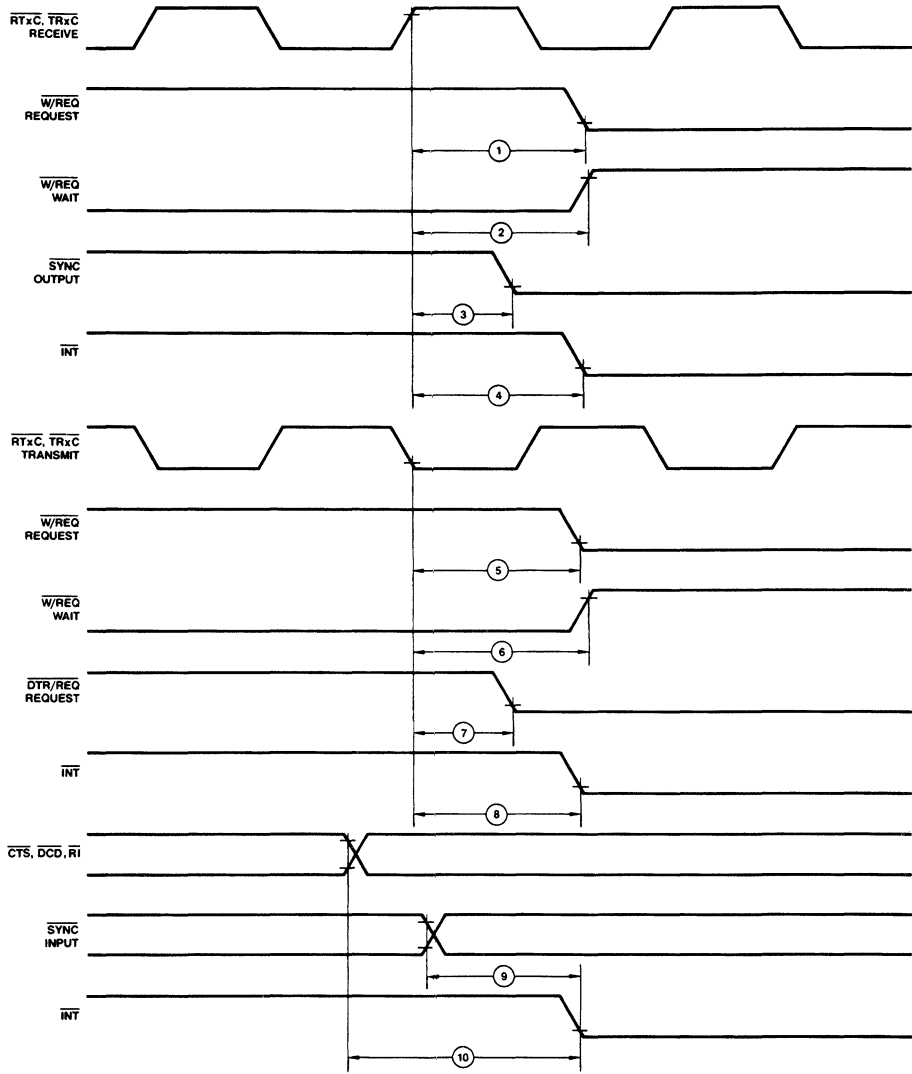 RTxC, TRxC
RECEIVE
W/REQ
REQUEST
1
W/REQ
WAIT
2
SYNC
OUTPUT
3
INT
4
RTxC, TRxC
TRANSMIT
W/REQ
REQUEST
5
W/REQ
WAIT
6
DTR/REQ
REQUEST
7
INT
8
CTS, DCD, RI
SYNC
INPUT
9
INT
10